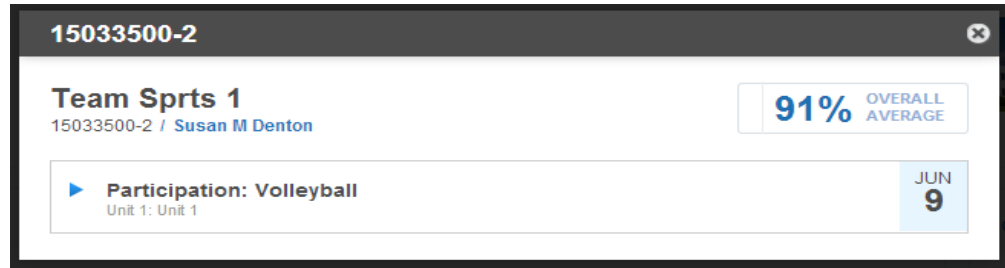 15033500-2
Team Sprts 1
15033500-2 / Susan M Denton
91% OVERALL AVERAGE
Participation: Volleyball
Unit 1: Unit 1
JUN
9